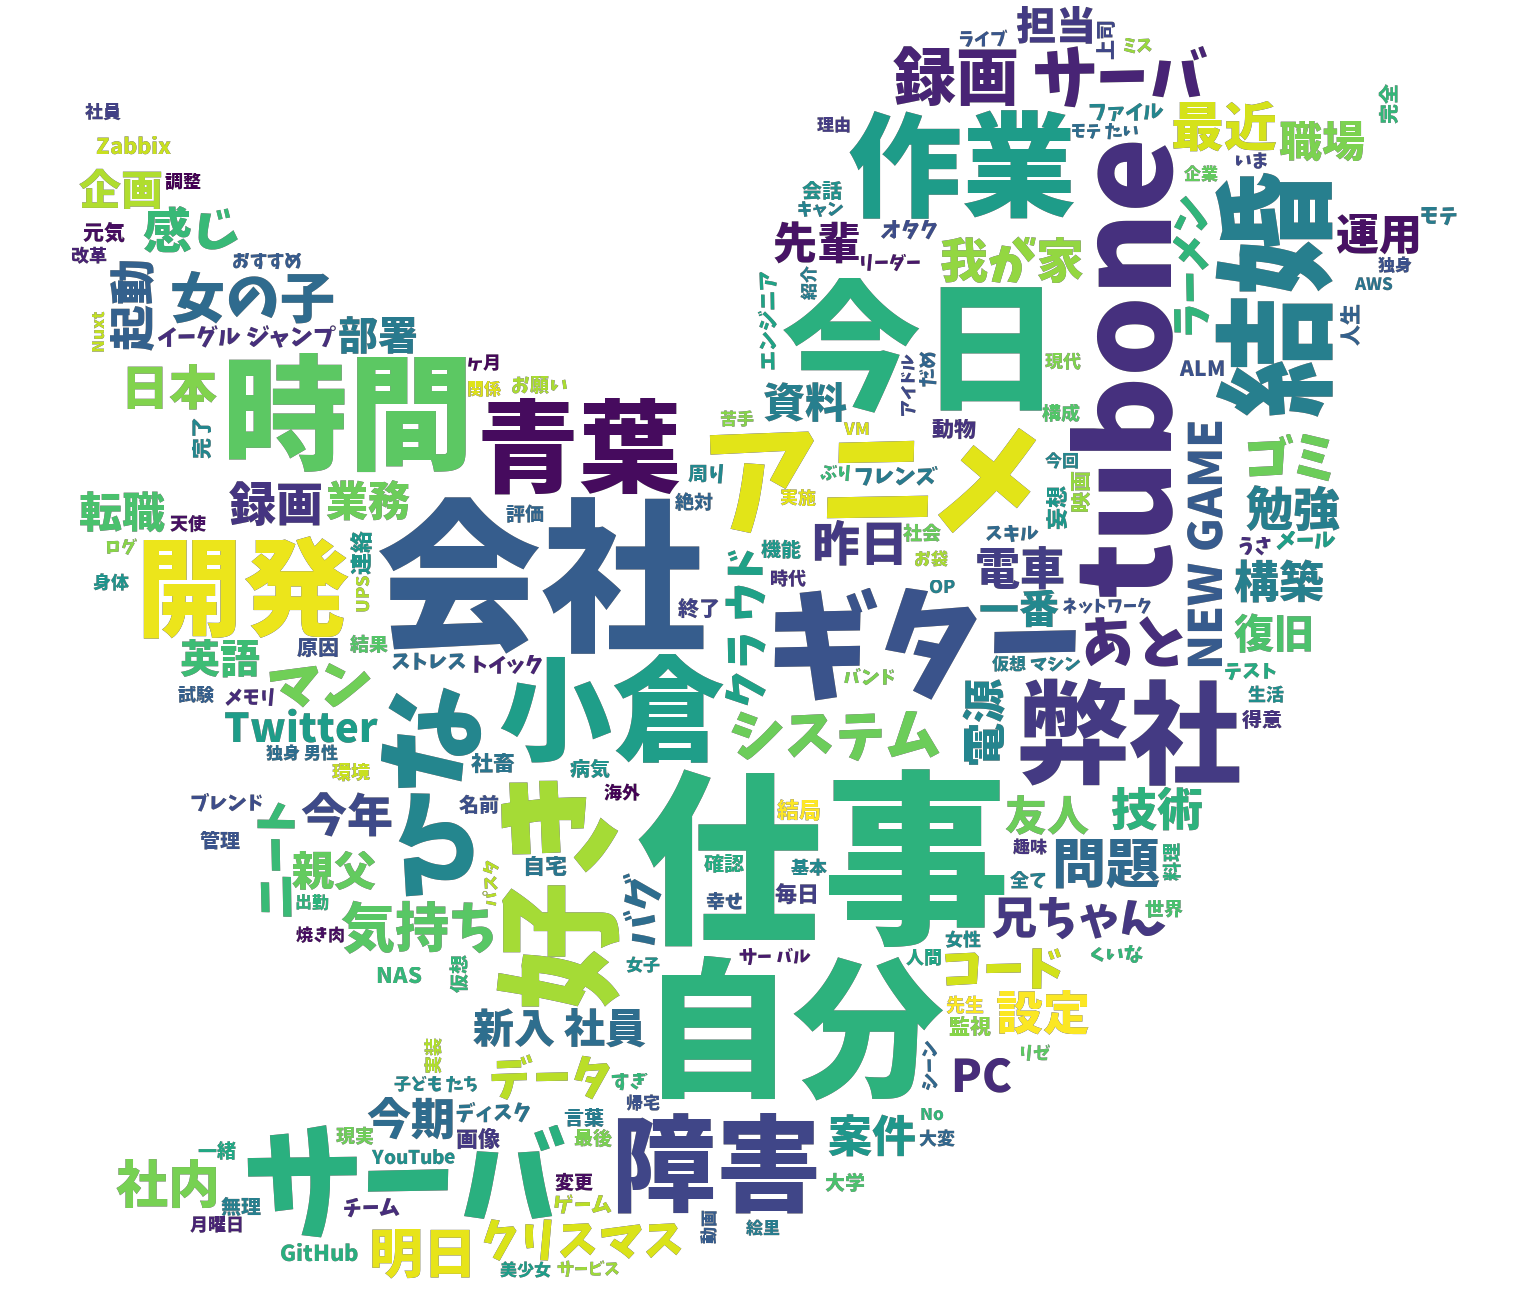 担当
上司
ミス
ライブ
録画 サーバ
社員
完全
ファイル
最近
職場
理由
作業
モテ たい
Zabbix
いま
企画
調整
企業
会話
tubone
結婚
キャン
元気
感じ
先輩
オタク
ラーメン
運用
モテ
改革
おすすめ
リーダー
我が家
独身
起動
女の子
エンジニア
紹介
今日
AWS
Nuxt
イーグル ジャンプ
部署
人生
ヶ月
アイドル
だめ
現代
ALM
日本
時間
関係
お願い
資料
構成
完了
青葉
苦手
アニメ
VM
動物
NEW GAME
ゴミ
周り
ぶり
フレンズ
今回
転職
天使
録画
業務
会社
評価
絶対
実施
妄想
映画
勉強
ログ
開発
連絡
機能
昨日
社会
スキル
うさ
メール
身体
UPS
時代
お袋
電車
構築
終了
クラウド
ギター
OP
一番
ネットワーク
あと
復旧
英語
原因
結果
ストレス
トイック
小倉
バンド
仮想 マシン
テスト
試験
メモリ
マン
なら
システム
電源
弊社
生活
得意
Twitter
独身 男性
環境
社畜
病気
ブレンド
今年
名前
好き
海外
仕事
結局
友人
技術
管理
ニート
親父
自宅
パスタ
バグ
確認
基本
趣味
問題
料理
出勤
幸せ
毎日
全て
焼き肉
気持ち
兄ちゃん
世界
女性
サー バル
NAS
仮想
女子
自分
人間
コード
くいな
新入 社員
先生
設定
監視
実装
データ
すぎ
シーン
PC
リゼ
子ども たち
帰宅
今期
ディスク
言葉
障害
案件
No
一緒
現実
サーバ
画像
最後
大変
YouTube
社内
無理
チーム
変更
ゲーム
大学
月曜日
GitHub
明日
クリスマス
動画
絵里
美少女
サービス